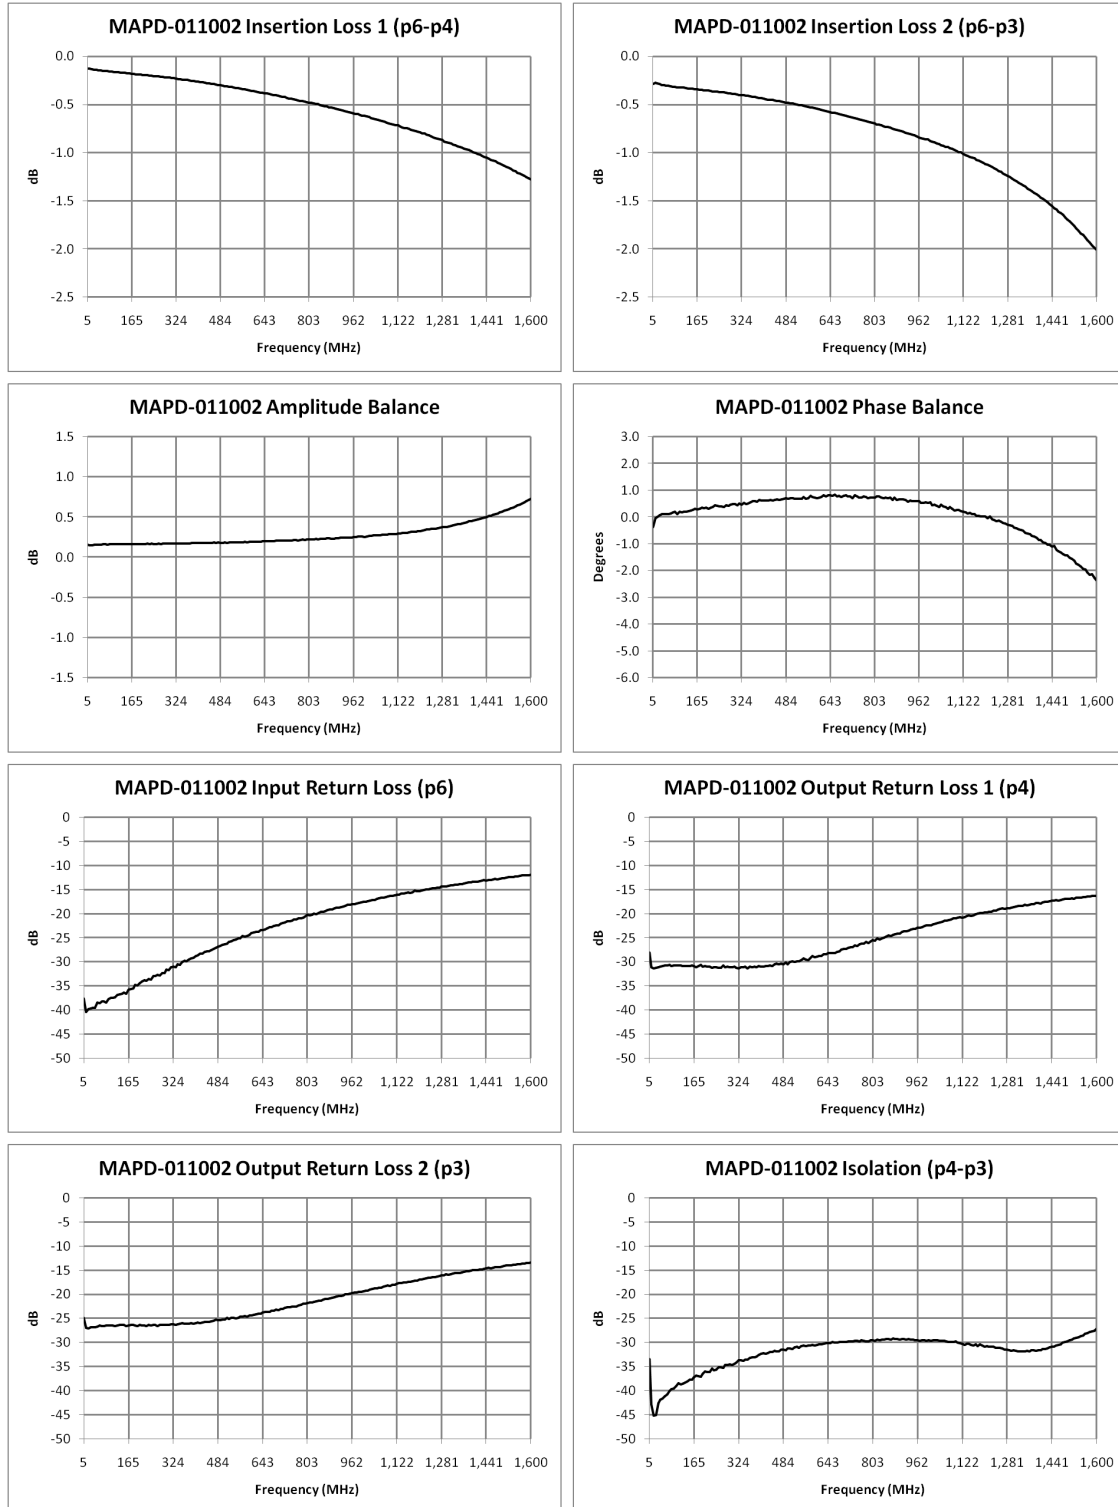 MAPD-011002 Insertion Loss 1 (p6-p4)
0.0
-0.5
-1.0
-1.5
-2.0
-2.5
dB
5 165 324 484 643 803 962 1,122 1,281 1,441 1,600
Frequency (MHz)
MAPD-011002 Insertion Loss 2 (p6-p3)
0.0
-0.5
-1.0
-1.5
-2.0
-2.5
dB
5 165 324 484 643 803 962 1,122 1,281 1,441 1,600
Frequency (MHz)
MAPD-011002 Amplitude Balance
1.5
1.0
0.5
0.0
-0.5
-1.0
-1.5
dB
5 165 324 484 643 803 962 1,122 1,281 1,441 1,600
Frequency (MHz)
MAPD-011002 Phase Balance
3.0
2.0
1.0
0.0
-1.0
-2.0
-3.0
-4.0
-5.0
-6.0
Degrees
5 165 324 484 643 803 962 1,122 1,281 1,441 1,600
Frequency (MHz)
MAPD-011002 Input Return Loss (p6)
0
-5
-10
-15
-20
-25
-30
-35
-40
-45
-50
dB
5 165 324 484 643 803 962 1,122 1,281 1,441 1,600
Frequency (MHz)
MAPD-011002 Output Return Loss 1 (p4)
0
-5
-10
-15
-20
-25
-30
-35
-40
-45
-50
dB
5 165 324 484 643 803 962 1,122 1,281 1,441 1,600
Frequency (MHz)
MAPD-011002 Output Return Loss 2 (p3)
0
-5
-10
-15
-20
-25
-30
-35
-40
-45
-50
dB
5 165 324 484 643 803 962 1,122 1,281 1,441 1,600
Frequency (MHz)
MAPD-011002 Isolation (p4-p3)
0
-5
-10
-15
-20
-25
-30
-35
-40
-45
-50
dB
5 165 324 484 643 803 962 1,122 1,281 1,441 1,600
Frequency (MHz)